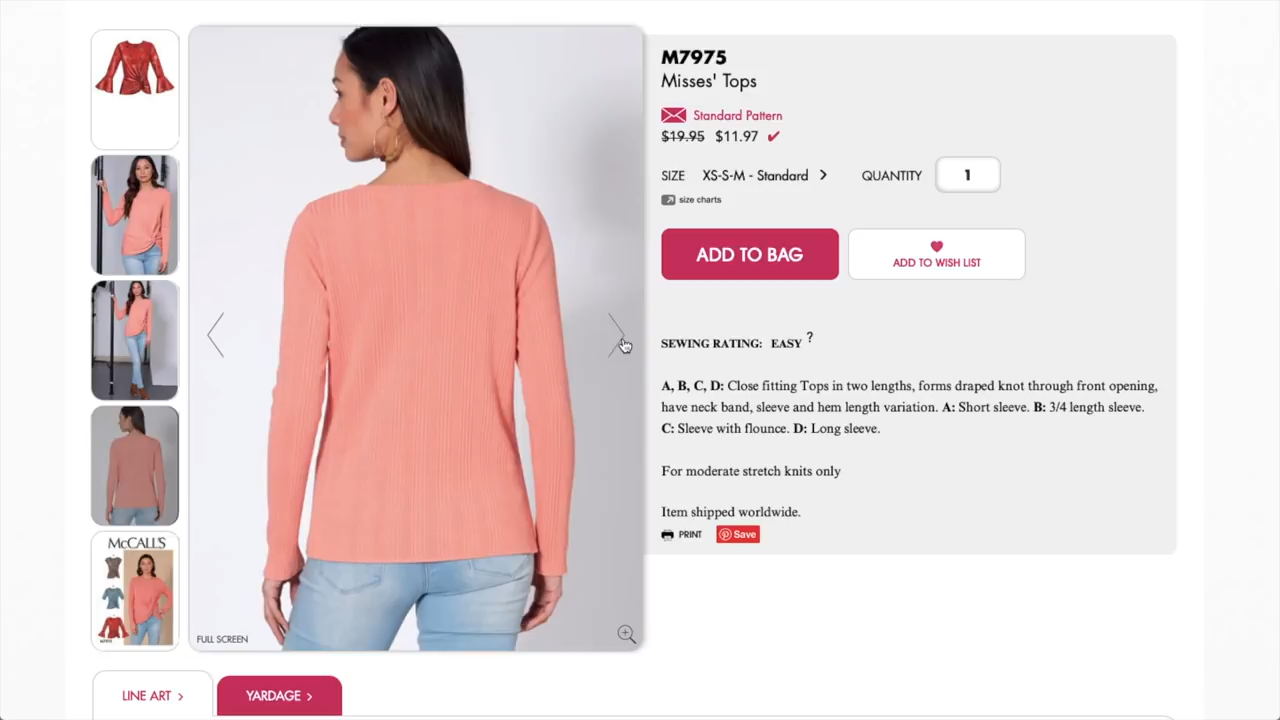 M7975
Misses' Tops
Standard Pattern
$19.95 $11.97
SIZE XS-S-M - Standard > QUANTITY 1
size charts
ADD TO BAG
ADD TO WISH LIST
SEWING RATING: EASY ?
A, B, C, D: Close fitting Tops in two lengths, forms draped knot through front opening,
have neck band, sleeve and hem length variation. A: Short sleeve. B: 3/4 length sleeve.
C: Sleeve with flounce. D: Long sleeve.
For moderate stretch knits only
Item shipped worldwide.
PRINT Save
McCALL'S
FULL SCREEN
LINE ART > YARDAGE >